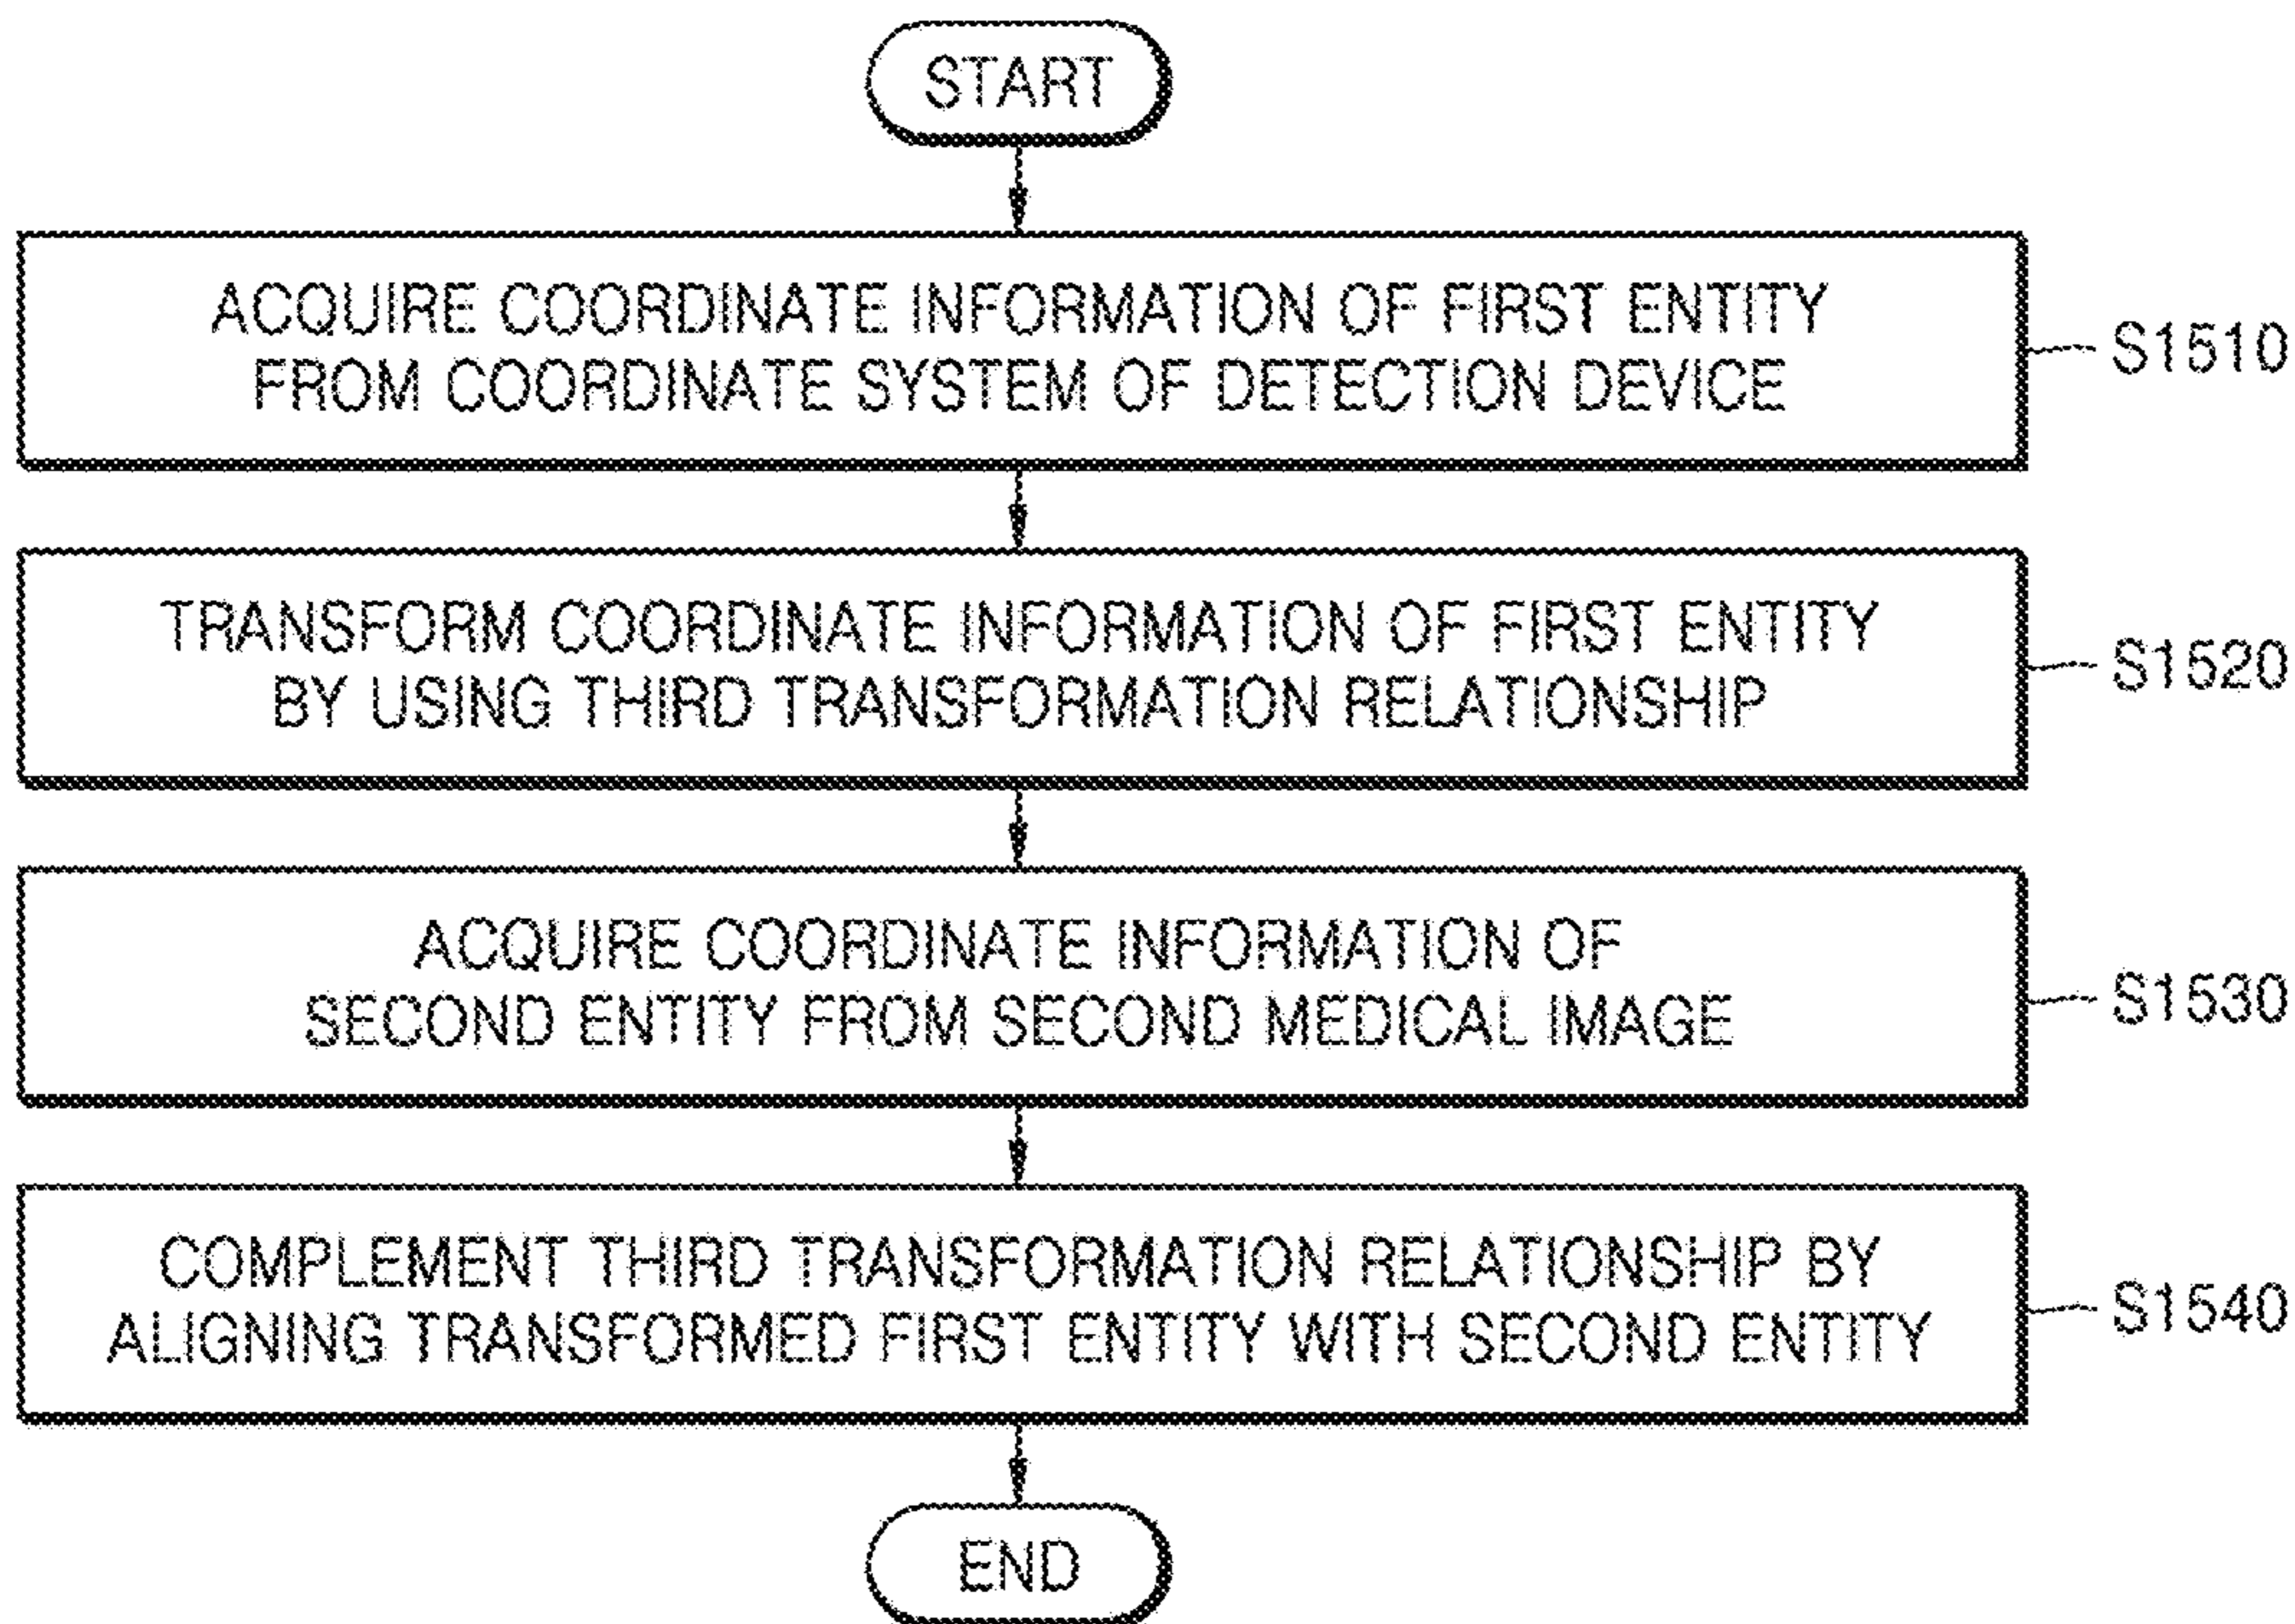 START
ACQUIRE COORDINATE INFORMATION OF FIRST ENTITY
FROM COORDINATE SYSTEM OF DETECTION DEVICE
S1510
TRANSFORM COORDINATE INFORMATION OF FIRST ENTITY
BY USING THIRD TRANSFORMATION RELATIONSHIP
S1520
ACQUIRE COORDINATE INFORMATION OF
SECOND ENTITY FROM SECOND MEDICAL IMAGE
S1530
COMPLEMENT THIRD TRANSFORMATION RELATIONSHIP BY
ALIGNING TRANSFORMED FIRST ENTITY WITH SECOND ENTITY
S1540
END